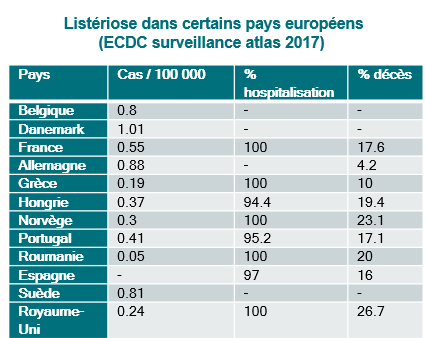 Listériose dans certains pays européens
(ECDC surveillance atlas 2017)
Pays Cas / 100 000 % hospitalisation % décès
Belgique 0.8 - -
Danemark 1.01 - -
France 0.55 100 17.6
Allemagne 0.88 - 4.2
Grèce 0.19 100 10
Hongrie 0.37 94.4 19.4
Norvège 0.3 100 23.1
Portugal 0.41 95.2 17.1
Roumanie 0.05 100 20
Espagne - 97 16
Suède 0.81 - -
Royaume-Uni 0.24 100 26.7